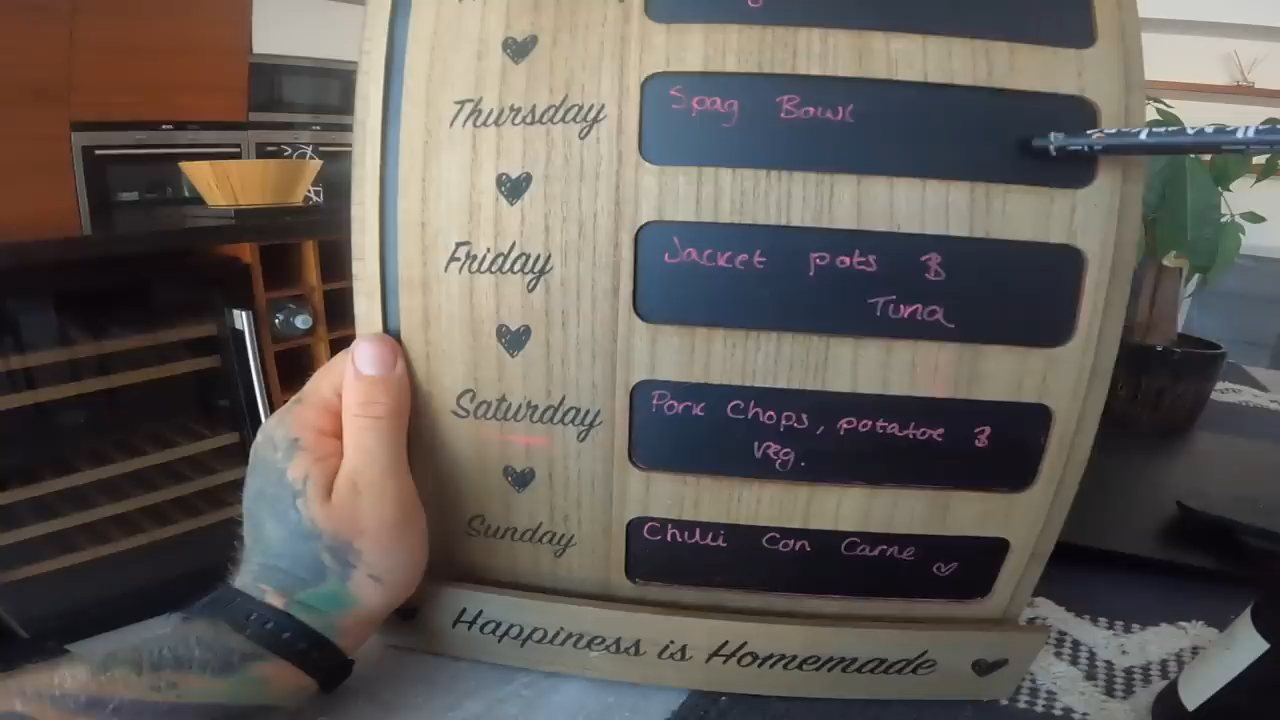 Thursday
Spag Bowl
Friday
Jacket pots &
Tuna
Saturday
Pork Chops, potatoe &
veg.
Sunday
Chilli Con Carne
Happiness is Homemade